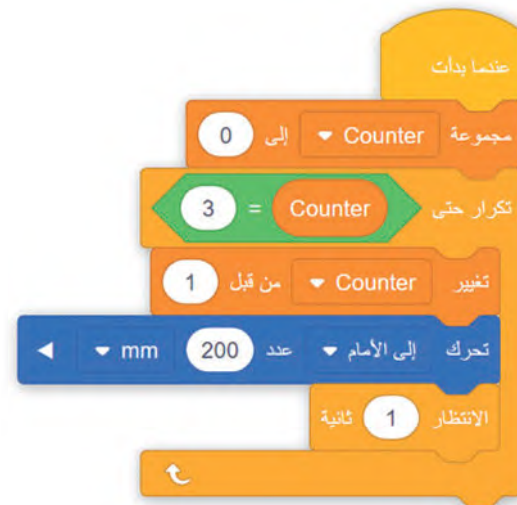 عندما بدأت
مجموعة Counter إلى 0
تكرار حتى Counter = 3
تغيير Counter من قبل 1
تحرك إلى الأمام عدد 200 mm
الانتظار 1 ثانية